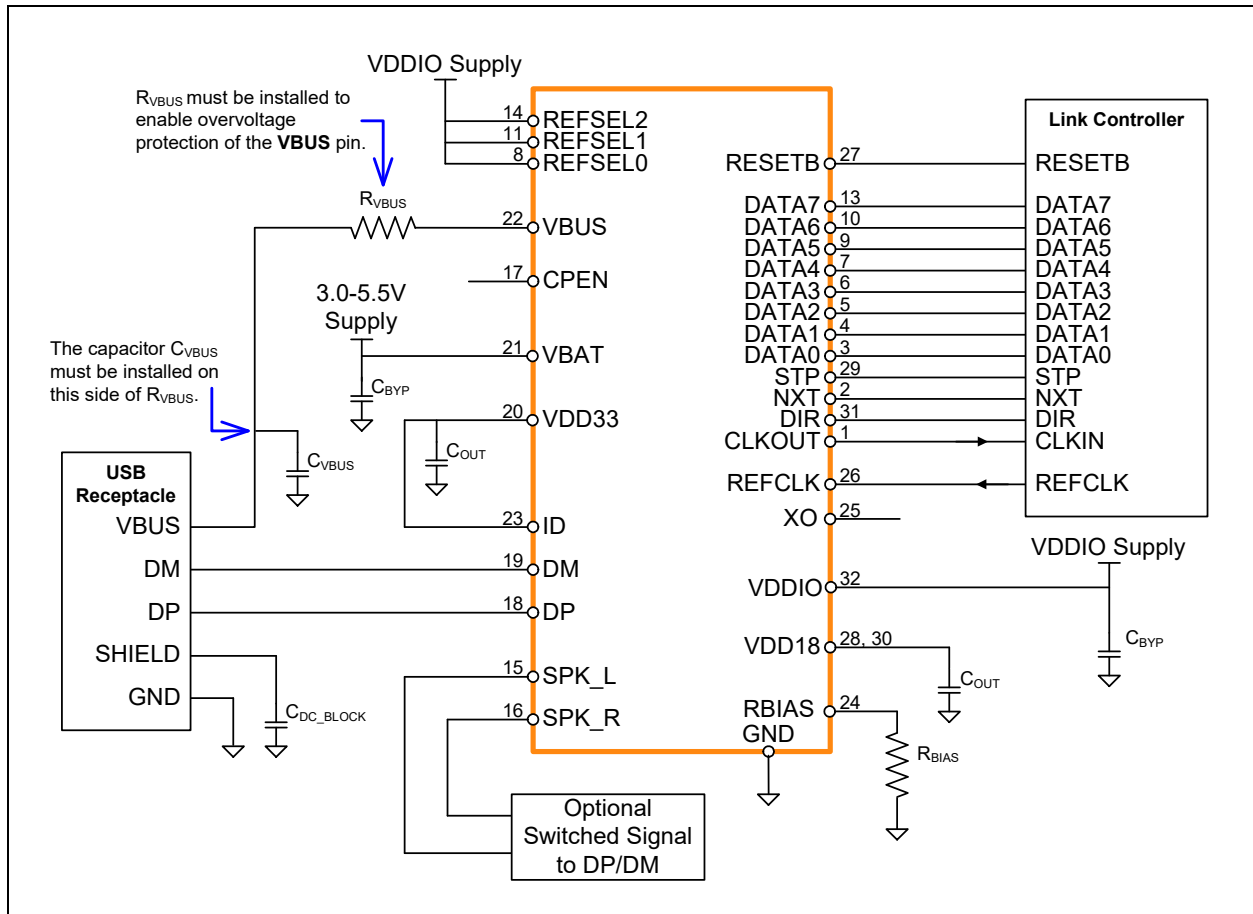 VDDIO Supply
RVBUS must be installed to
enable overvoltage
protection of the VBUS pin.
RVBUS
14
REFSEL2
11
REFSEL1
8
REFSEL0
22
VBUS
17
CPEN
3.0-5.5V
Supply
21
VBAT
CBYP
The capacitor CVBUS
must be installed on
this side of RVBUS.
CVBUS
20
VDD33
COUT
23
ID
19
DM
18
DP
15
SPK_L
16
SPK_R
USB
Receptacle
VBUS
DM
DP
SHIELD
GND
CDC_BLOCK
Optional
Switched Signal
to DP/DM
RESETB
27
DATA7
13
DATA6
10
DATA5
9
DATA4
7
DATA3
6
DATA2
5
DATA1
4
DATA0
3
STP
29
NXT
2
DIR
31
CLKOUT
1
REFCLK
26
XO
25
VDDIO
32
VDD18
28, 30
COUT
RBIAS
24
GND
RBIAS
Link Controller
RESETB
DATA7
DATA6
DATA5
DATA4
DATA3
DATA2
DATA1
DATA0
STP
NXT
DIR
CLKIN
REFCLK
VDDIO Supply
CBYP